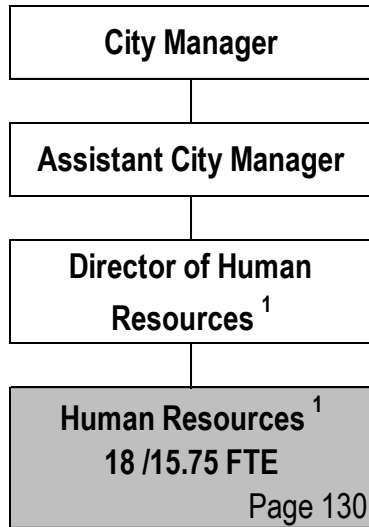 City Manager
Assistant City Manager
Director of Human
Resources 1
Human Resources 1
18 /15.75 FTE
Page 130